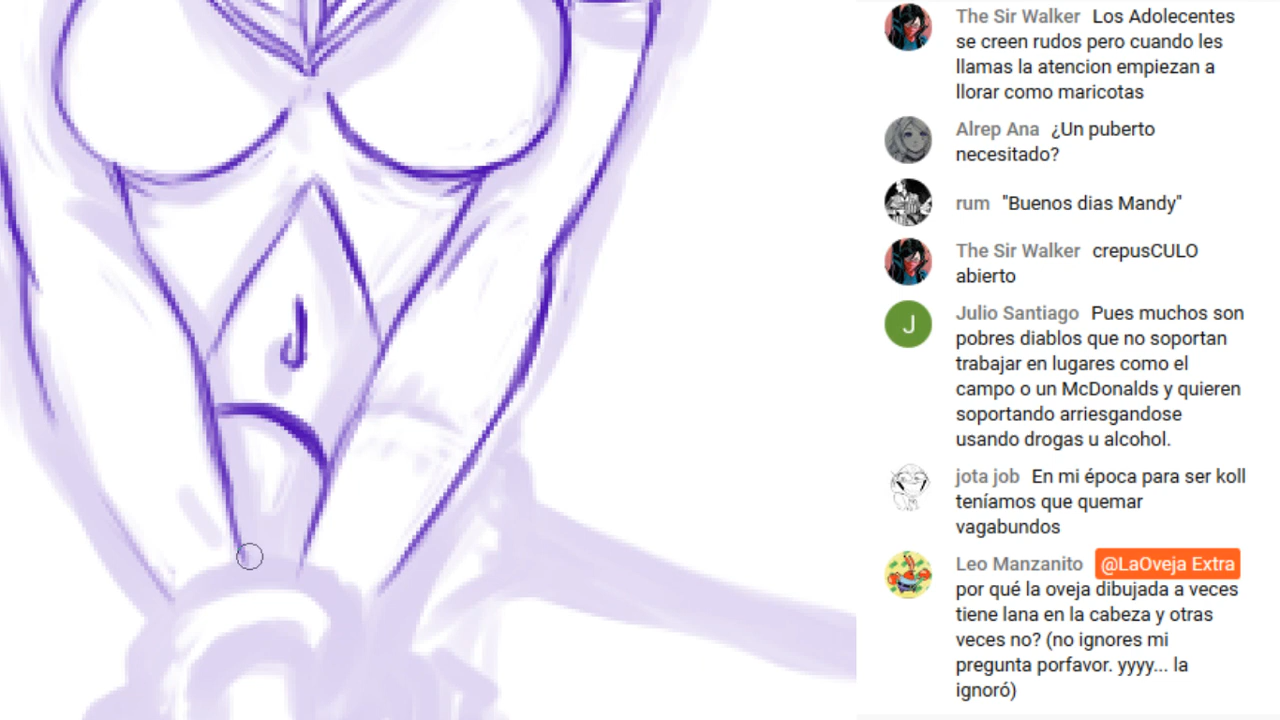 The Sir Walker Los Adolecentes
se creen rudos pero cuando les
llamas la atencion empiezan a
llorar como maricotas
Alrep Ana ¿Un puberto
necesitado?
rum "Buenos dias Mandy"
The Sir Walker crepusCULO
abierto
J
Julio Santiago Pues muchos son
pobres diablos que no soportan
trabajar en lugares como el
campo o un McDonalds y quieren
soportando arriesgandose
usando drogas u alcohol.
jota job En mi época para ser koll
teníamos que quemar
vagabundos
Leo Manzanito @LaOveja Extra
por qué la oveja dibujada a veces
tiene lana en la cabeza y otras
veces no? (no ignores mi
pregunta porfavor. yyyy... la
ignoró)